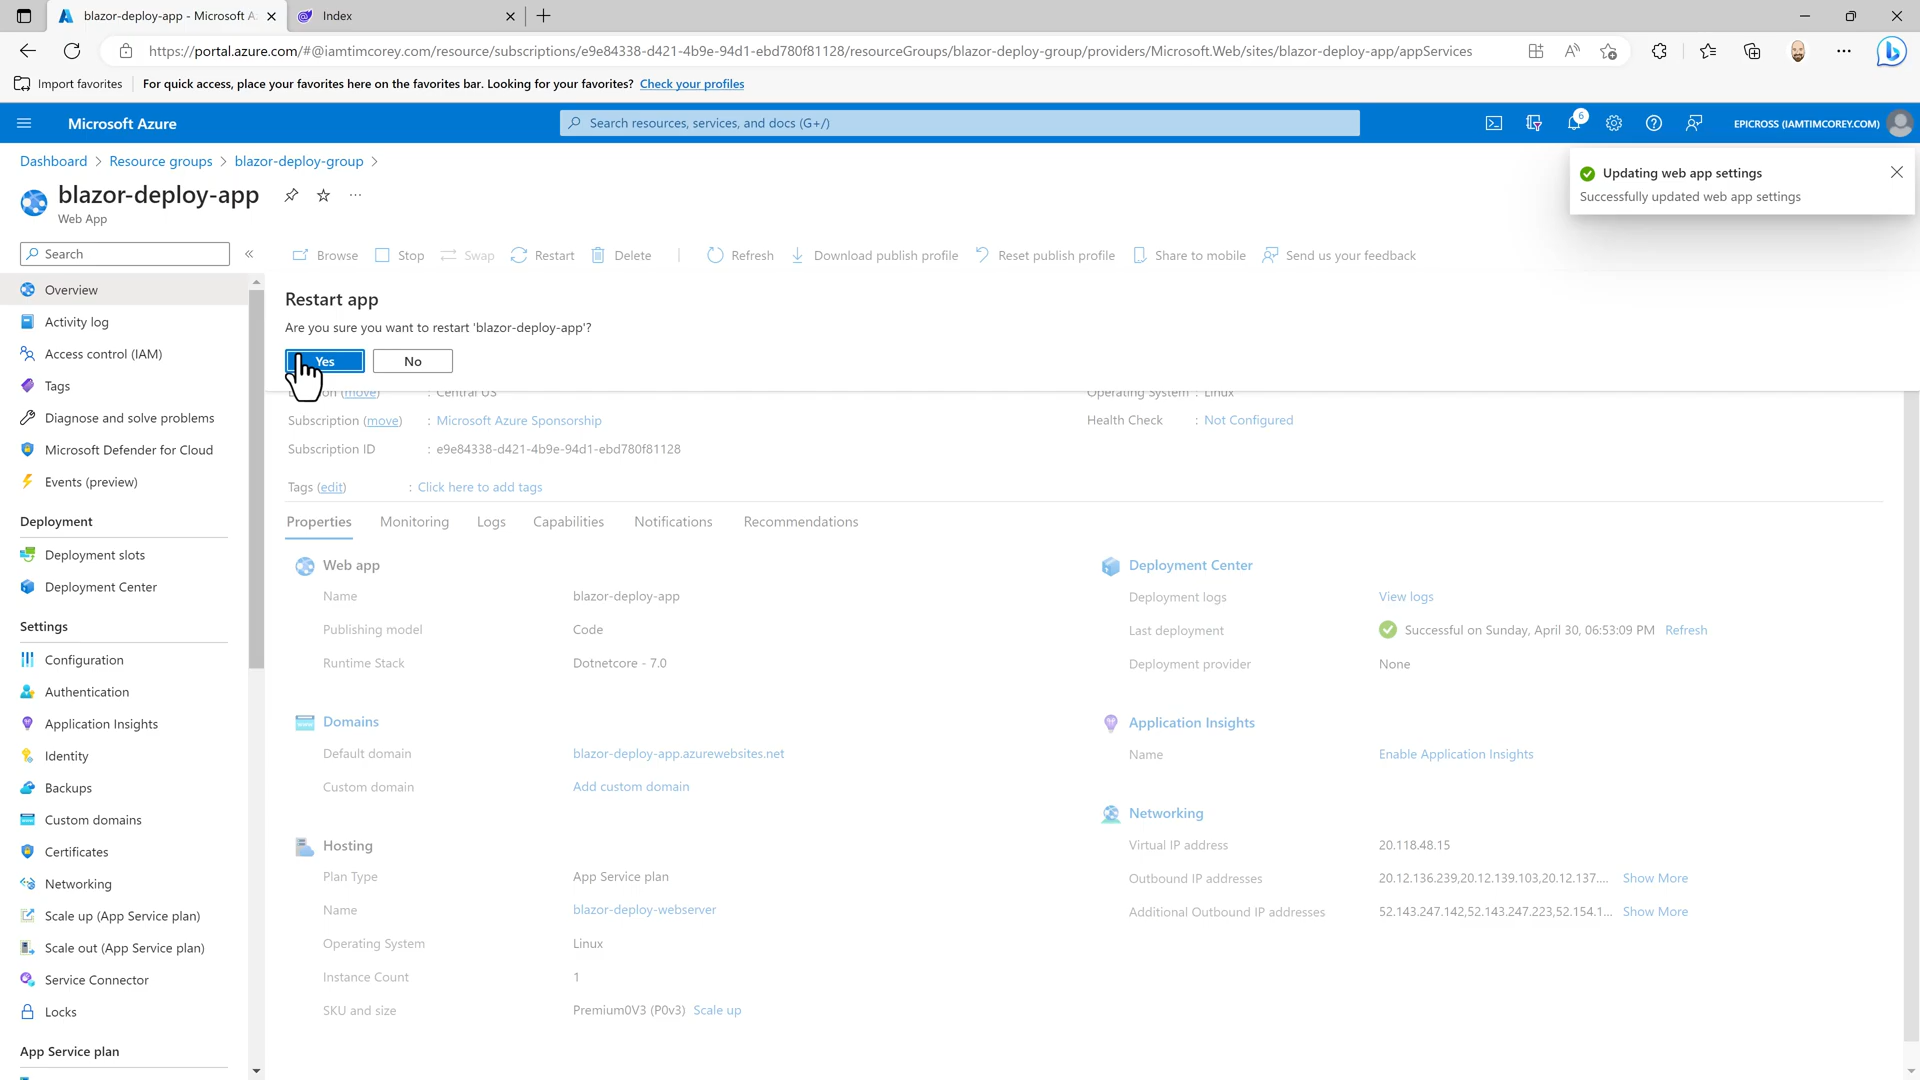 blazor-deploy-app - Microsoft A
Index
https://portal.azure.com/#@iamtimcorey.com/resource/subscriptions/e9e84338-d421-4b9e-94d1-ebd780f81128/resourceGroups/blazor-deploy-group/providers/Microsoft.Web/sites/blazor-deploy-app/appServices
Import favorites
For quick access, place your favorites here on the favorites bar. Looking for your favorites? Check your profiles
Microsoft Azure
Search resources, services, and docs (G+/)
6
EPICROSS (IAMTIMCOREY.COM)
Dashboard > Resource groups > blazor-deploy-group >
Updating web app settings
Successfully updated web app settings
blazor-deploy-app
Web App
Search
Browse Stop Swap Restart Delete Refresh Download publish profile Reset publish profile Share to mobile Send us your feedback
Restart app
Are you sure you want to restart 'blazor-deploy-app'?
Yes No
Overview
Activity log
Access control (IAM)
Tags
Diagnose and solve problems
Microsoft Defender for Cloud
Events (preview)
Deployment
Deployment slots
Deployment Center
Settings
Configuration
Authentication
Application Insights
Identity
Backups
Custom domains
Certificates
Networking
Scale up (App Service plan)
Scale out (App Service plan)
Service Connector
Locks
App Service plan
(move) : Central US
Operating System : Linux
Subscription (move) : Microsoft Azure Sponsorship
Health Check : Not Configured
Subscription ID : e9e84338-d421-4b9e-94d1-ebd780f81128
Tags (edit) : Click here to add tags
Properties Monitoring Logs Capabilities Notifications Recommendations
Web app
Name blazor-deploy-app
Publishing model Code
Runtime Stack Dotnetcore - 7.0
Domains
Default domain blazor-deploy-app.azurewebsites.net
Custom domain Add custom domain
Hosting
Plan Type App Service plan
Name blazor-deploy-webserver
Operating System Linux
Instance Count 1
SKU and size Premium0V3 (P0v3) Scale up
Deployment Center
Deployment logs View logs
Last deployment Successful on Sunday, April 30, 06:53:09 PM Refresh
Deployment provider None
Application Insights
Name Enable Application Insights
Networking
Virtual IP address 20.118.48.15
Outbound IP addresses 20.12.136.239,20.12.139.103,20.12.137.... Show More
Additional Outbound IP addresses 52.143.247.142,52.143.247.223,52.154.1... Show More